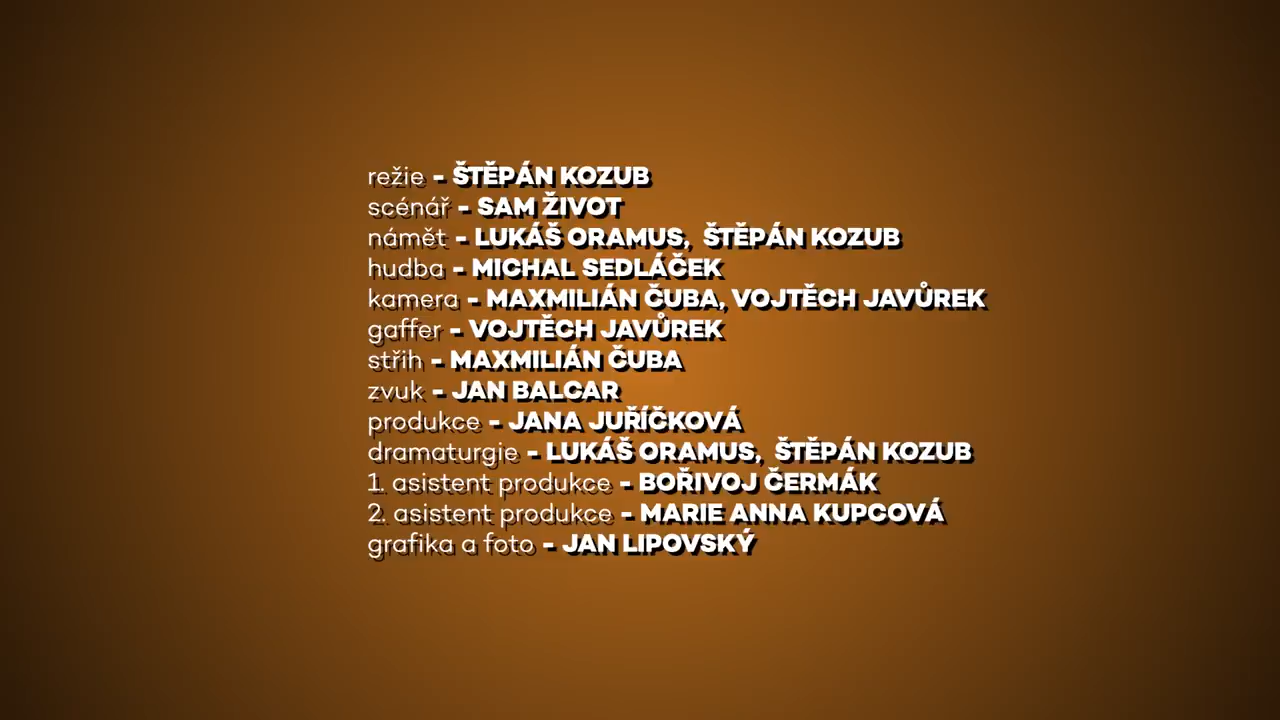 režie - ŠTĚPÁN KOZUB
scénář - SAM ŽIVOT
námět - LUKÁŠ ORAMUS, ŠTĚPÁN KOZUB
hudba - MICHAL SEDLÁČEK
kamera - MAXMILIÁN ČUBA, VOJTĚCH JAVŮREK
gaffer - VOJTĚCH JAVŮREK
střih - MAXMILIÁN ČUBA
zvuk - JAN BALCAR
produkce - JANA JUŘÍČKOVÁ
dramaturgie - LUKÁŠ ORAMUS, ŠTĚPÁN KOZUB
1. asistent produkce - BOŘIVOJ ČERMÁK
2. asistent produkce - MARIE ANNA KUPCOVÁ
grafika a foto - JAN LIPOVSKÝ